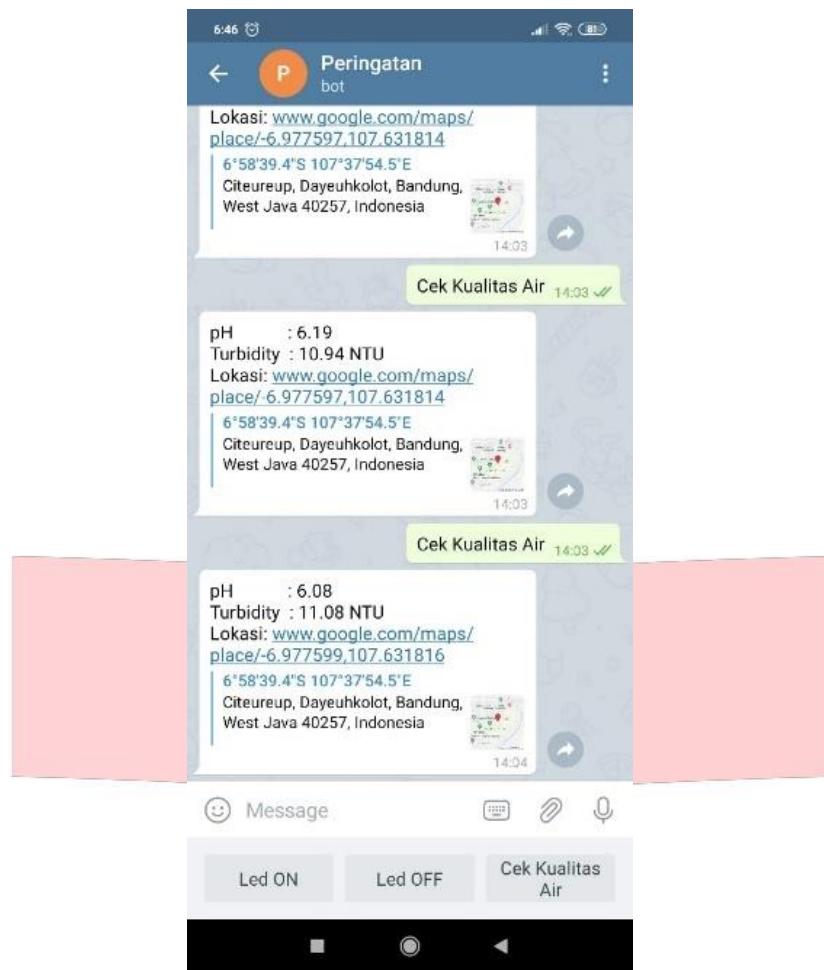 6:46
81
P
Peringatan
bot
Lokasi: www.google.com/maps/
place/-6.977597,107.631814
6°58'39.4"S 107°37'54.5"E
Citeureup, Dayeuhkolot, Bandung,
West Java 40257, Indonesia
14:03
Cek Kualitas Air 14:03
pH : 6.19
Turbidity : 10.94 NTU
Lokasi: www.google.com/maps/
place/-6.977597,107.631814
6°58'39.4"S 107°37'54.5"E
Citeureup, Dayeuhkolot, Bandung,
West Java 40257, Indonesia
14:03
Cek Kualitas Air 14:03
pH : 6.08
Turbidity : 11.08 NTU
Lokasi: www.google.com/maps/
place/-6.977599,107.631816
6°58'39.4"S 107°37'54.5"E
Citeureup, Dayeuhkolot, Bandung,
West Java 40257, Indonesia
14:04
Message
Led ON
Led OFF
Cek Kualitas
Air